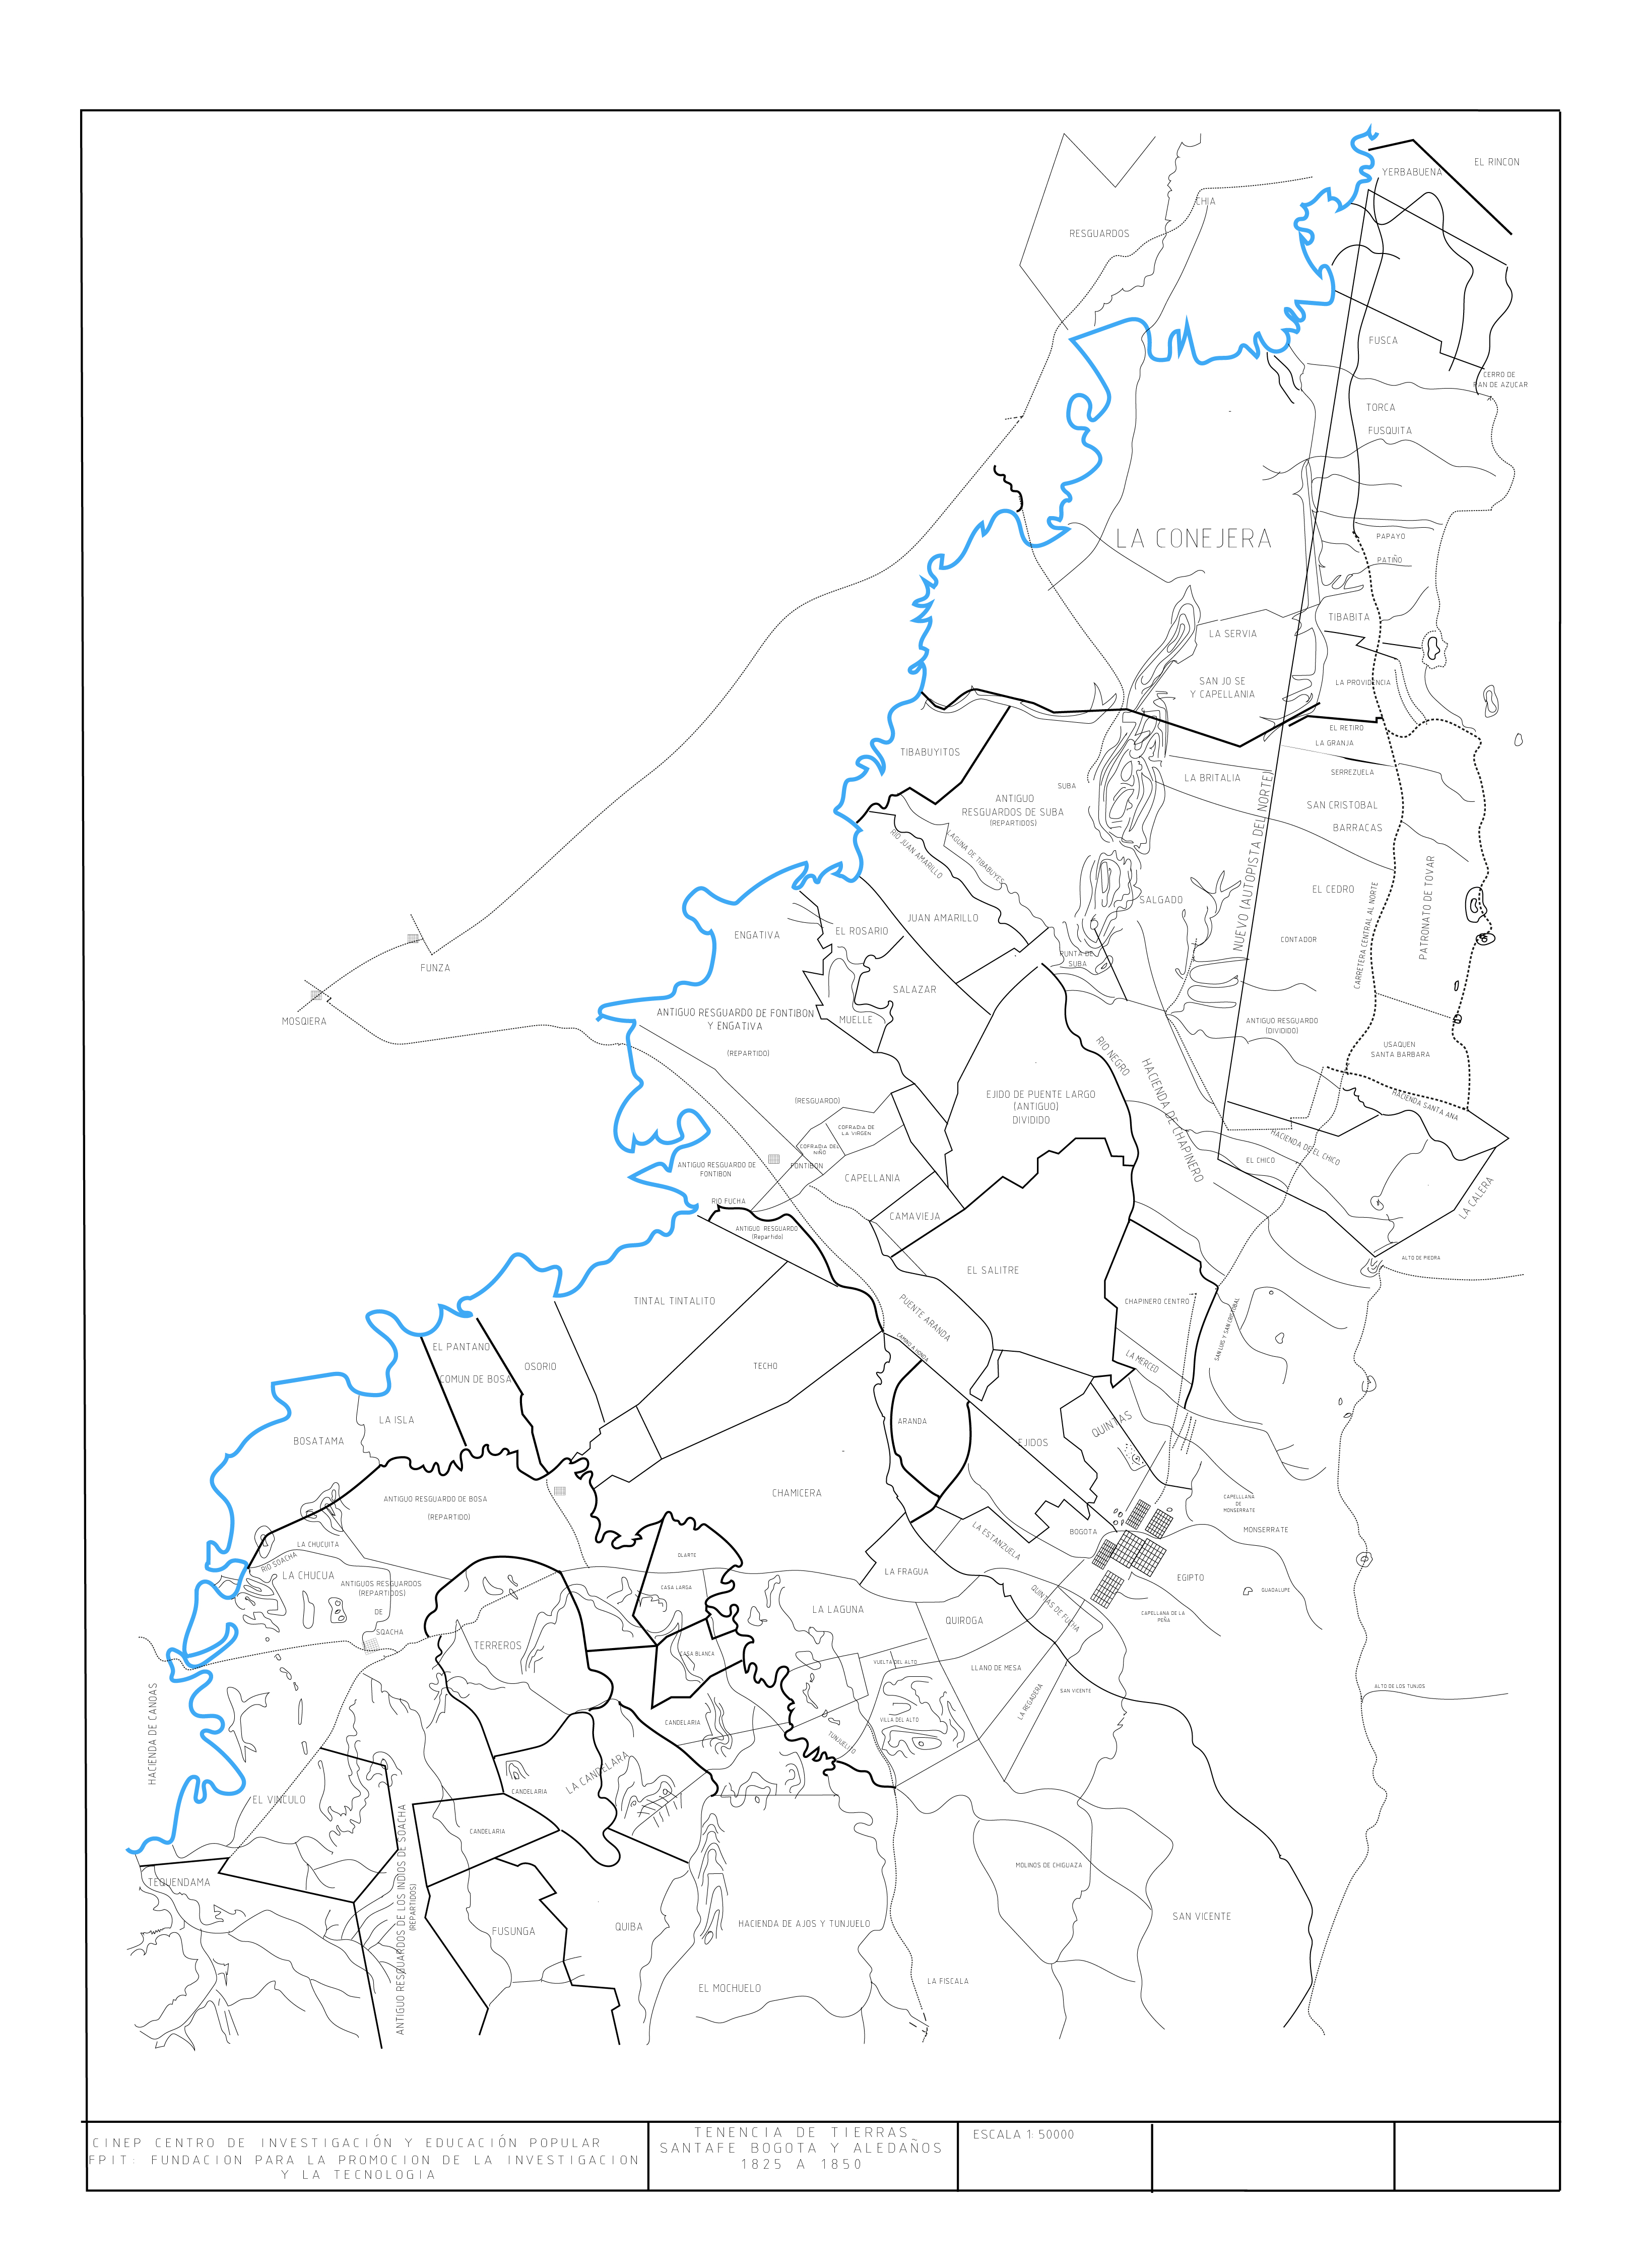 EL RINCON
YERBABUENA
CHIA
RESGUARDOS
FUSCA
CERRO DE
PAN DE AZUCAR
TORCA
FUSQUITA
LA CONEJERA
PAPAYO
PATIÑO
TIBABITA
LA SERVIA
SAN JO SE
Y CAPELLANIA
LA PROVIDENCIA
EL RETIRO
LA GRANJA
TIBABUYITOS
SERREZUELA
LA BRITALIA
SUBA
ANTIGUO
RESGUARDOS DE SUBA
(REPARTIDOS)
SAN CRISTOBAL
BARRACAS
NUEVO (AUTOPISTA DEL NORTE)
RIO JUAN AMARILLO
LAGUNA DE TIBABUYES
PATRONATO DE TOVAR
CARRETERA CENTRAL AL NORTE
EL CEDRO
SALGADO
JUAN AMARILLO
EL ROSARIO
ENGATIVA
CONTADOR
PUNTA DE
SUBA
FUNZA
SALAZAR
MOSQIERA
ANTIGUO RESGUARDO DE FONTIBON
Y ENGATIVA
(REPARTIDO)
MUELLE
ANTIGUO RESGUARDO
(DIVIDIDO)
USAQUEN
SANTA BARBARA
RIO NEGRO
HACIENDA DE CHAPINERO
EJIDO DE PUENTE LARGO
(ANTIGUO)
DIVIDIDO
(RESGUARDO)
HACIENDA SANTA ANA
COFRADIA DE
LA VIRGEN
COFRADIA DEL
NIÑO
FONTIBON
HACIENDA DE EL CHICO
EL CHICO
ANTIGUO RESGUARDO DE
FONTIBON
CAPELLANIA
LA CALERA
RIO FUCHA
CAMAVIEJA
ANTIGUO RESGUARDO
(Repartido)
ALTO DE PIEDRA
EL SALITRE
TINTAL TINTALITO
CHAPINERO CENTRO
PUENTE ARANDA
SAN LUIS Y SAN CRISTOBAL
CAMINO A HONDA
EL PANTANO
OSORIO
TECHO
COMUN DE BOSA
LA MERCED
LA ISLA
ARANDA
QUINTAS
BOSATAMA
EJIDOS
CHAMICERA
ANTIGUO RESGUARDO DE BOSA
(REPARTIDO)
CAPELLANA
DE
MONSERRATE
MONSERRATE
BOGOTA
LA ESTANZUELA
LA CHUCUITA
RIO SOACHA
OLARTE
LA FRAGUA
LA CHUCUA
EGIPTO
CASA LARGA
GUADALUPE
ANTIGUOS RESGUARDOS
(REPARTIDOS)
DE
SOACHA
LA LAGUNA
QUIROGA
QUINTAS DE FUCHA
CAPELLANA DE LA
PEÑA
TERREROS
CASA BLANCA
VUELTA DEL ALTO
LLANO DE MESA
SAN VICENTE
LA REGADERA
ALTO DE LOS TUNJOS
HACIENDA DE CANOAS
CANDELARIA
VILLA DEL ALTO
TUNJUELITO
LA CANDELARA
CANDELARIA
EL VINCULO
CANDELARIA
ANTIGUO RESGUARDOS DE LOS INDIOS DE SOACHA
(REPARTIDOS)
MOLINOS DE CHIGUAZA
TEQUENDAMA
SAN VICENTE
FUSUNGA
QUIBA
HACIENDA DE AJOS Y TUNJUELO
LA FISCALA
EL MOCHUELO
CINEP CENTRO DE INVESTIGACIÓN Y EDUCACIÓN POPULAR
FPIT: FUNDACION PARA LA PROMOCION DE LA INVESTIGACION
Y LA TECNOLOGIA
TENENCIA DE TIERRAS
SANTAFE BOGOTA Y ALEDAÑOS
1825 A 1850
ESCALA 1: 50000